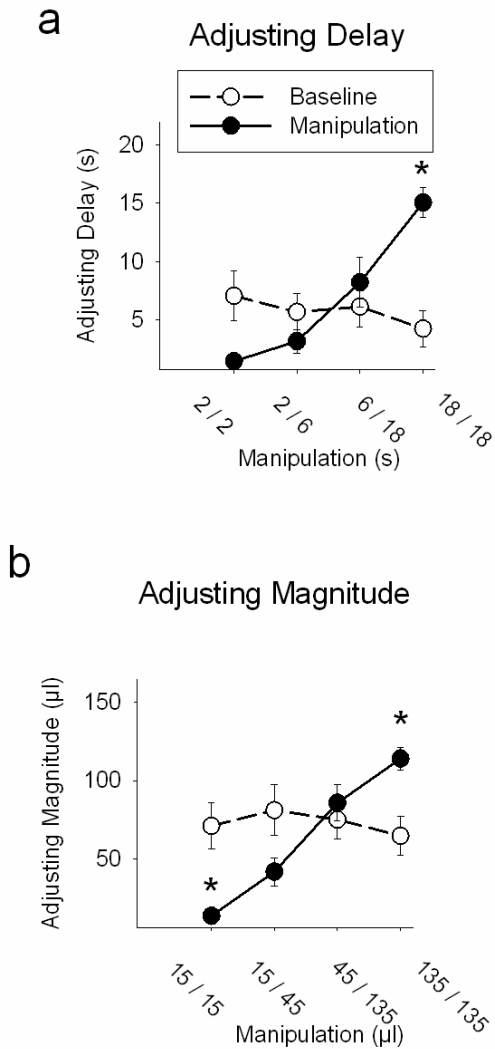 a
Adjusting Delay
Baseline
Manipulation
Adjusting Delay (s)
20
15
10
5
*
2 / 2
2 / 6
6 / 18
18 / 18
Manipulation (s)
b
Adjusting Magnitude
Adjusting Magnitude (µl)
150
100
50
*
*
15 / 15
15 / 45
45 / 135
135 / 135
Manipulation (µl)